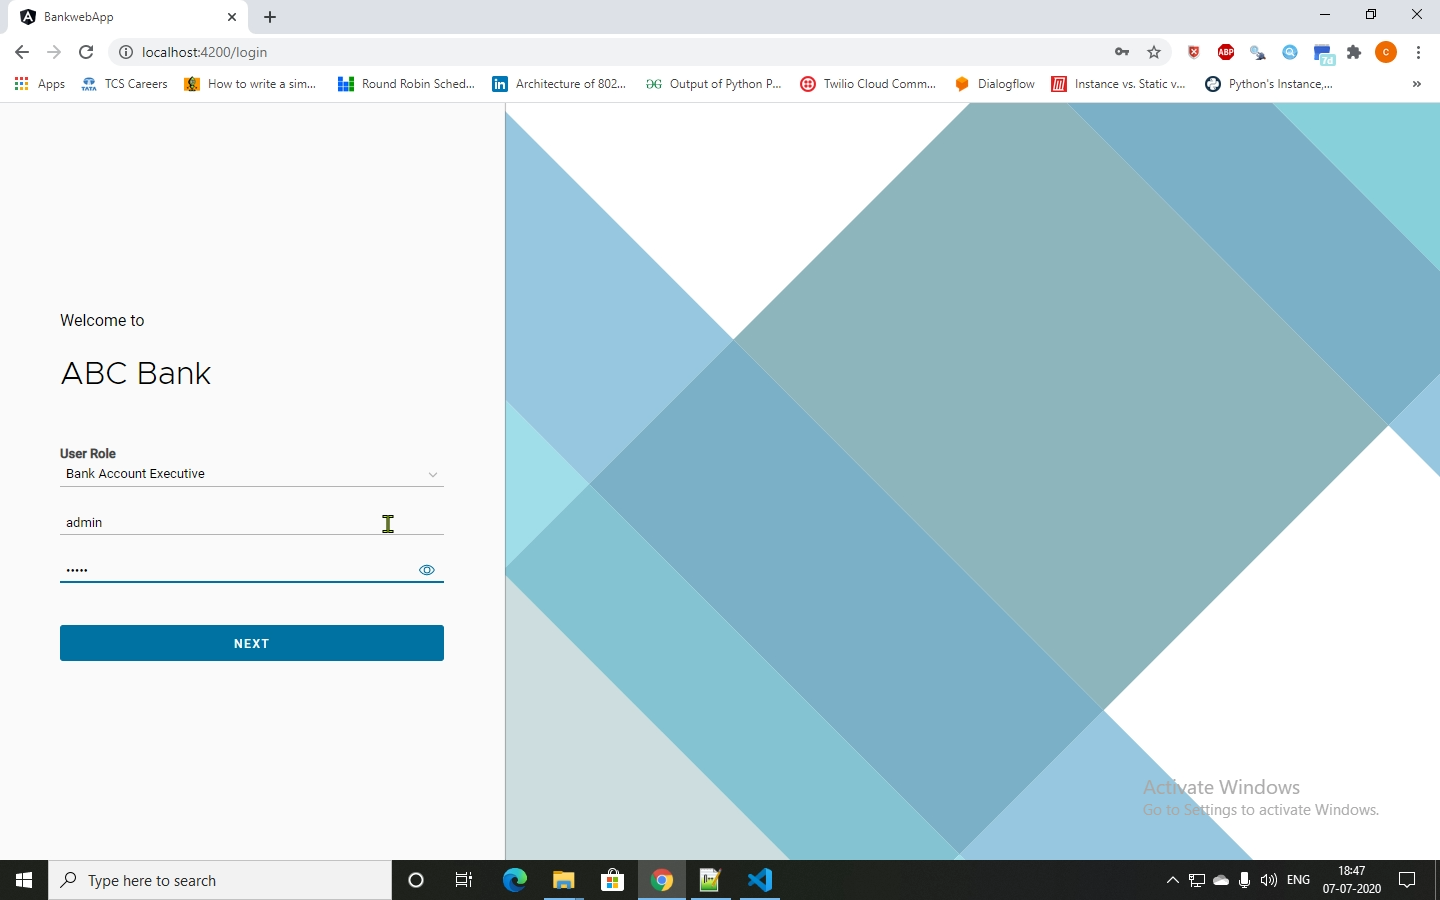 BankwebApp
localhost:4200/login
ABP
7d
C
Apps
TCS Careers
How to write a sim...
Round Robin Sched...
Architecture of 802...
Output of Python P...
Twilio Cloud Comm...
Dialogflow
Instance vs. Static v...
Python's Instance,...
»
Welcome to
ABC Bank
User Role
Bank Account Executive
admin
•••••
NEXT
Activate Windows
Go to Settings to activate Windows.
Type here to search
ENG
18:47
07-07-2020